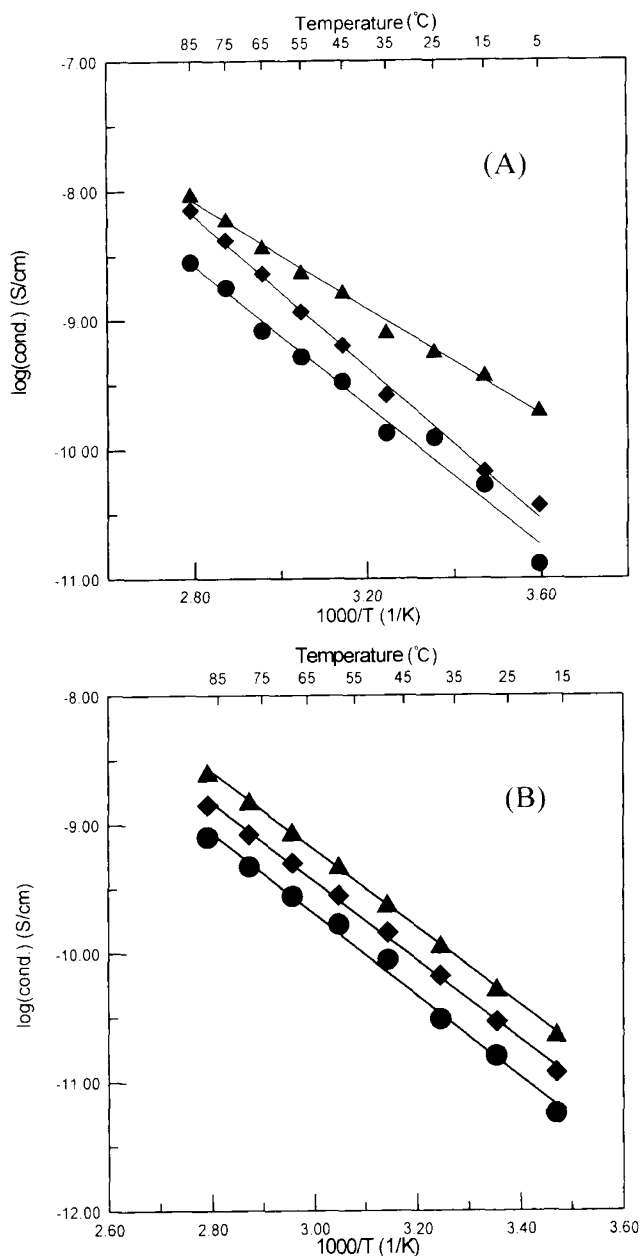 Temperature (℃)
85 75 65 55 45 35 25 15 5
-7.00
(A)
-8.00
log(cond.) (S/cm)
-9.00
-10.00
-11.00
2.80 3.20 3.60
1000/T (1/K)
Temperature (℃)
85 75 65 55 45 35 25 15
-8.00
(B)
-9.00
log(cond.) (S/cm)
-10.00
-11.00
-12.00
2.60 2.80 3.00 3.20 3.40 3.60
1000/T (1/K)